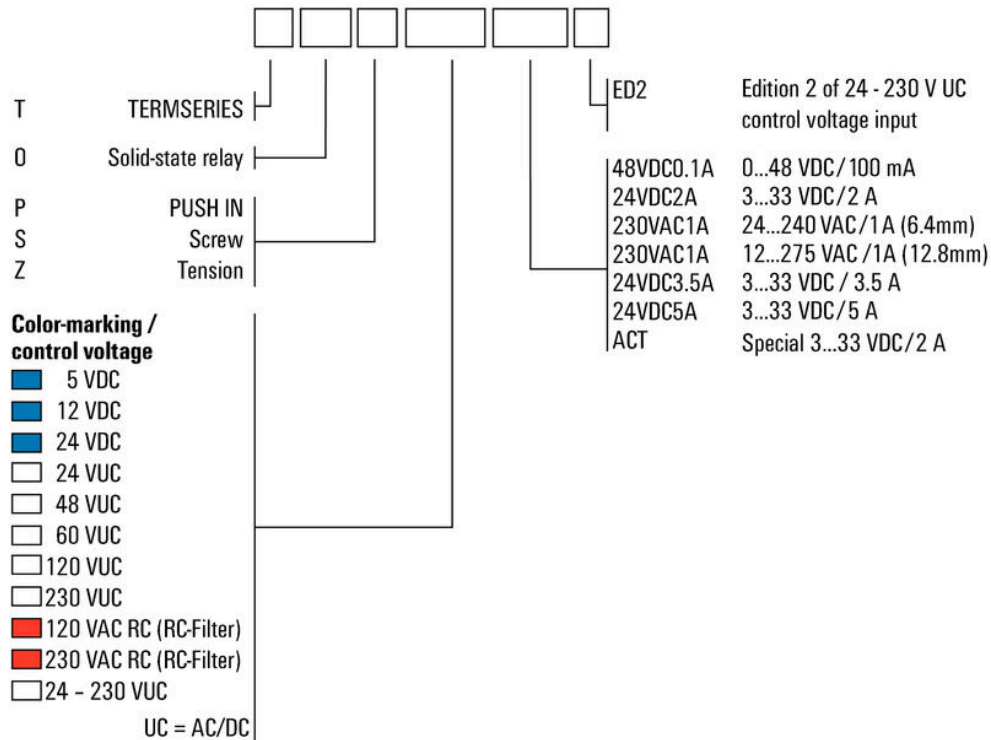 T TERMSERIES
O Solid-state relay
P PUSH IN
S Screw
Z Tension
Color-marking /
control voltage
5 VDC
12 VDC
24 VDC
24 VUC
48 VUC
60 VUC
120 VUC
230 VUC
120 VAC RC (RC-Filter)
230 VAC RC (RC-Filter)
24 – 230 VUC
UC = AC/DC
ED2 Edition 2 of 24 - 230 V UC
control voltage input
48VDC0.1A 0...48 VDC/ 100 mA
24VDC2A 3...33 VDC/2 A
230VAC1A 24...240 VAC/1A (6.4mm)
230VAC1A 12...275 VAC /1A (12.8mm)
24VDC3.5A 3...33 VDC / 3.5 A
24VDC5A 3...33 VDC/5 A
ACT Special 3...33 VDC/2 A